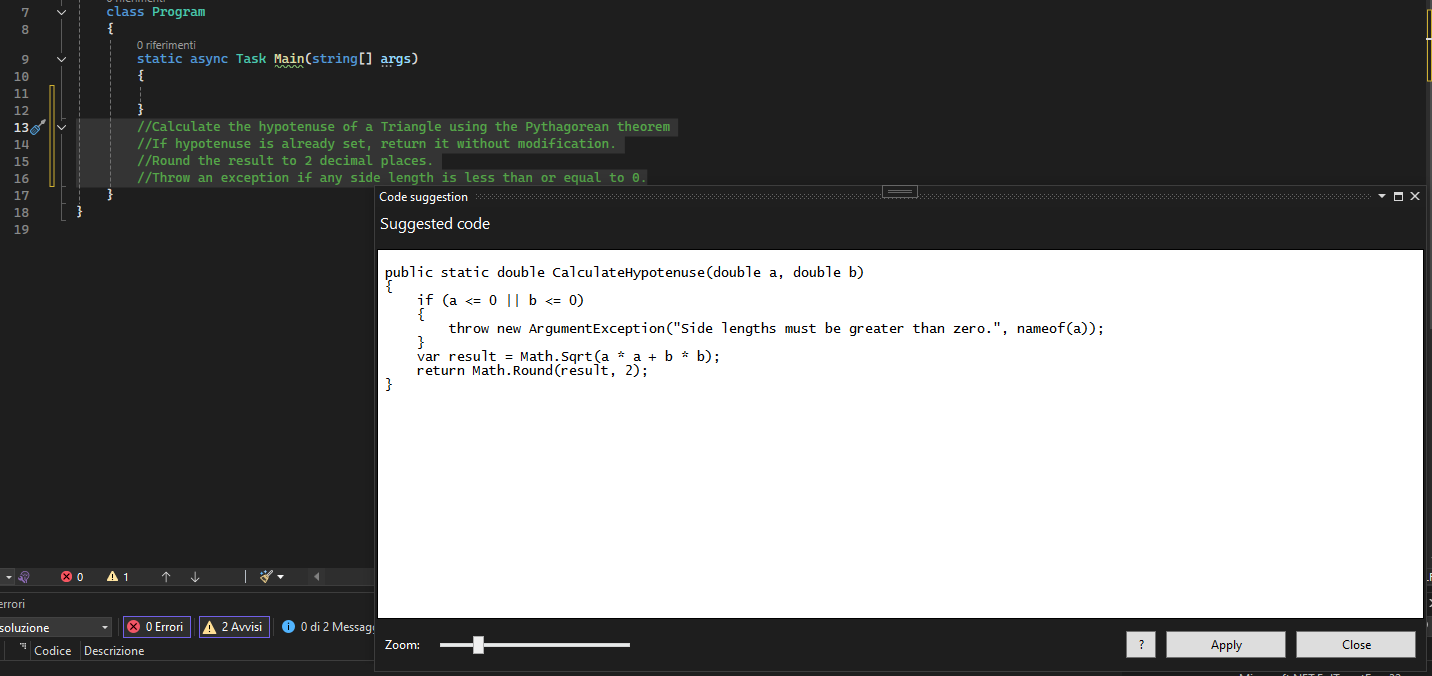 7 class Program
8 {
0 riferimenti
9 static async Task Main(string[] args)
10 {
11
12 }
13 //Calculate the hypotenuse of a Triangle using the Pythagorean theorem
14 //If hypotenuse is already set, return it without modification.
15 //Round the result to 2 decimal places.
16 //Throw an exception if any side length is less than or equal to 0.
17 }
18 }
19
Code suggestion
Suggested code
public static double CalculateHypotenuse(double a, double b)
{
if (a <= 0 || b <= 0)
{
throw new ArgumentException("Side lengths must be greater than zero.", nameof(a));
}
var result = Math.Sqrt(a * a + b * b);
return Math.Round(result, 2);
}
0 1
errori
soluzione 0 Errori 2 Avvisi 0 di 2 Messagg
Codice Descrizione
Zoom: ? Apply Close